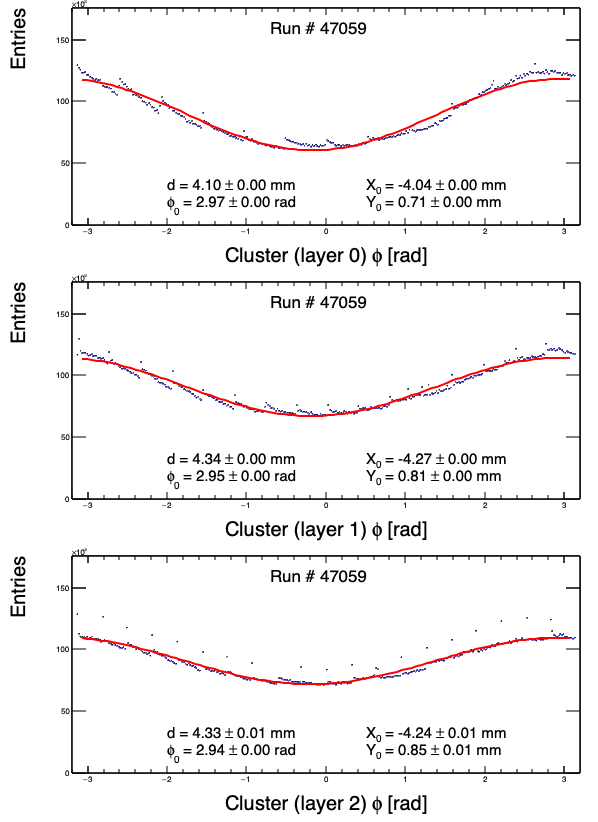 ×10²
Entries
Run # 47059
150
100
50
0
d = 4.10 ± 0.00 mm
X₀ = -4.04 ± 0.00 mm
ϕ₀ = 2.97 ± 0.00 rad
Y₀ = 0.71 ± 0.00 mm
−3 −2 −1 0 1 2 3
Cluster (layer 0) ϕ [rad]
×10²
Entries
Run # 47059
150
100
50
0
d = 4.34 ± 0.00 mm
X₀ = -4.27 ± 0.00 mm
ϕ₀ = 2.95 ± 0.00 rad
Y₀ = 0.81 ± 0.00 mm
−3 −2 −1 0 1 2 3
Cluster (layer 1) ϕ [rad]
×10²
Entries
Run # 47059
150
100
50
0
d = 4.33 ± 0.01 mm
X₀ = -4.24 ± 0.01 mm
ϕ₀ = 2.94 ± 0.00 rad
Y₀ = 0.85 ± 0.01 mm
−3 −2 −1 0 1 2 3
Cluster (layer 2) ϕ [rad]